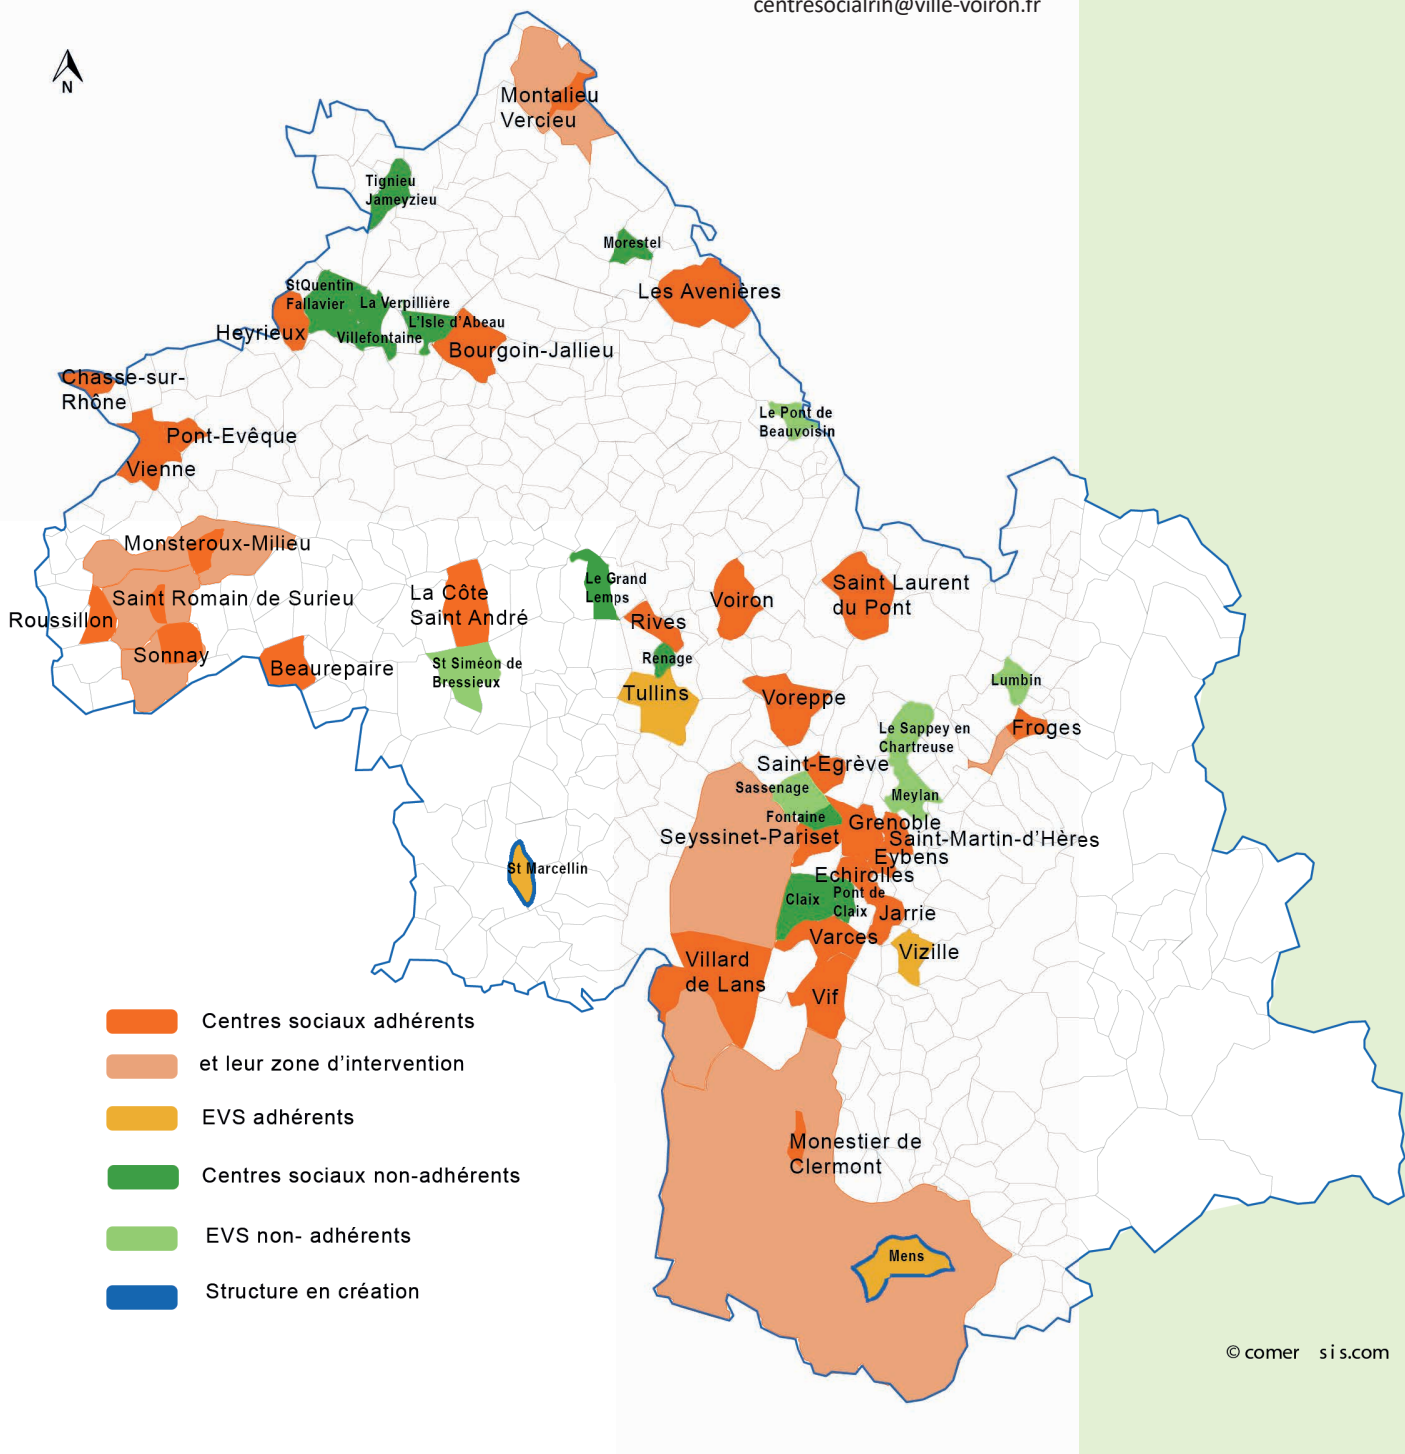 centresocialrih@ville-voiron.fr
N
Montalieu
Vercieu
Tignieu
Jameyzieu
Morestel
Les Avenières
StQuentin
Fallavier
La Verpillière
L'Isle d'Abeau
Villefontaine
Heyrieux
Bourgoin-Jallieu
Chasse-sur-
Rhône
Pont-Evêque
Vienne
Le Pont de
Beauvoisin
Monsteroux-Milieu
Saint Romain de Surieu
Roussillon
Sonnay
Beaurepaire
La Côte
Saint André
St Siméon de
Bressieux
Le Grand
Lemps
Rives
Renage
Tullins
Voiron
Saint Laurent
du Pont
Voreppe
Lumbin
Froges
Le Sappey en
Chartreuse
Meylan
Saint-Egrève
Sassenage
Fontaine
Seyssinet-Pariset
Grenoble
Saint-Martin-d'Hères
Eybens
Echirolles
Claix
Pont de
Claix
Jarrie
Varces
Vizille
St Marcellin
Villard
de Lans
Vif
Monestier de
Clermont
Mens
Centres sociaux adhérents
et leur zone d'intervention
EVS adhérents
Centres sociaux non-adhérents
EVS non- adhérents
Structure en création
© comer sis.com